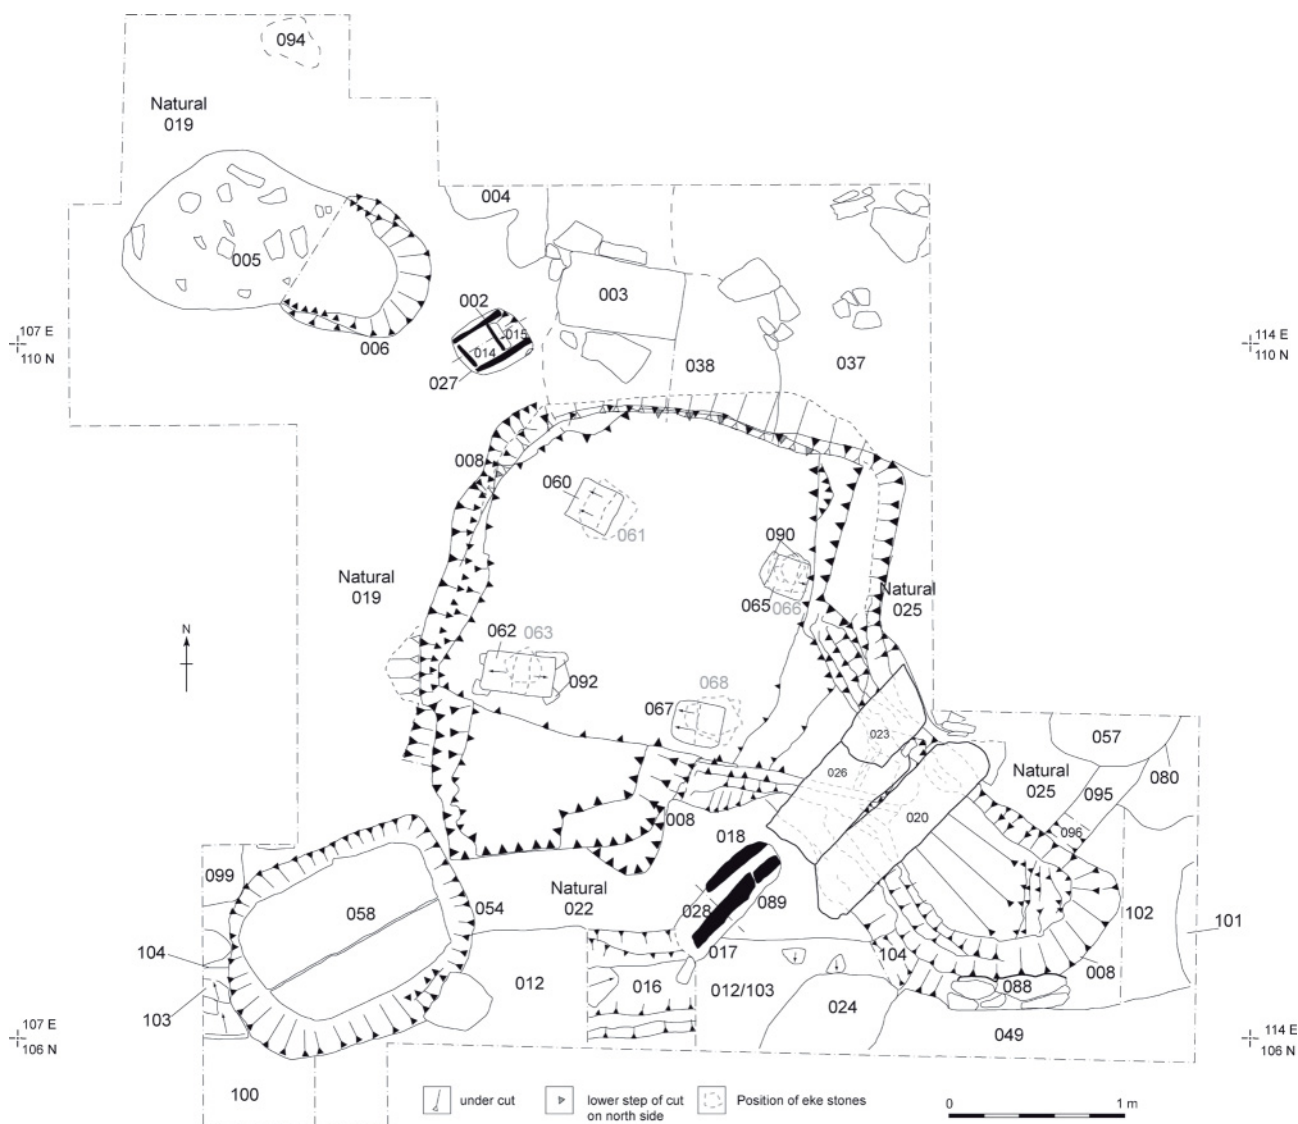 094
Natural
019
004
005
003
002
015
014
107 E
110 N
114 E
110 N
006
027
038
037
008
060
061
090
Natural
019
Natural
025
065
066
N
062
063
092
068
067
023
057
026
Natural
025
080
095
020
008
096
018
099
058
054
Natural
022
028
089
102
101
104
017
104
008
012
016
012/103
088
103
024
107 E
106 N
049
114 E
106 N
100
under cut
lower step of cut
on north side
Position of eke stones
0
1 m